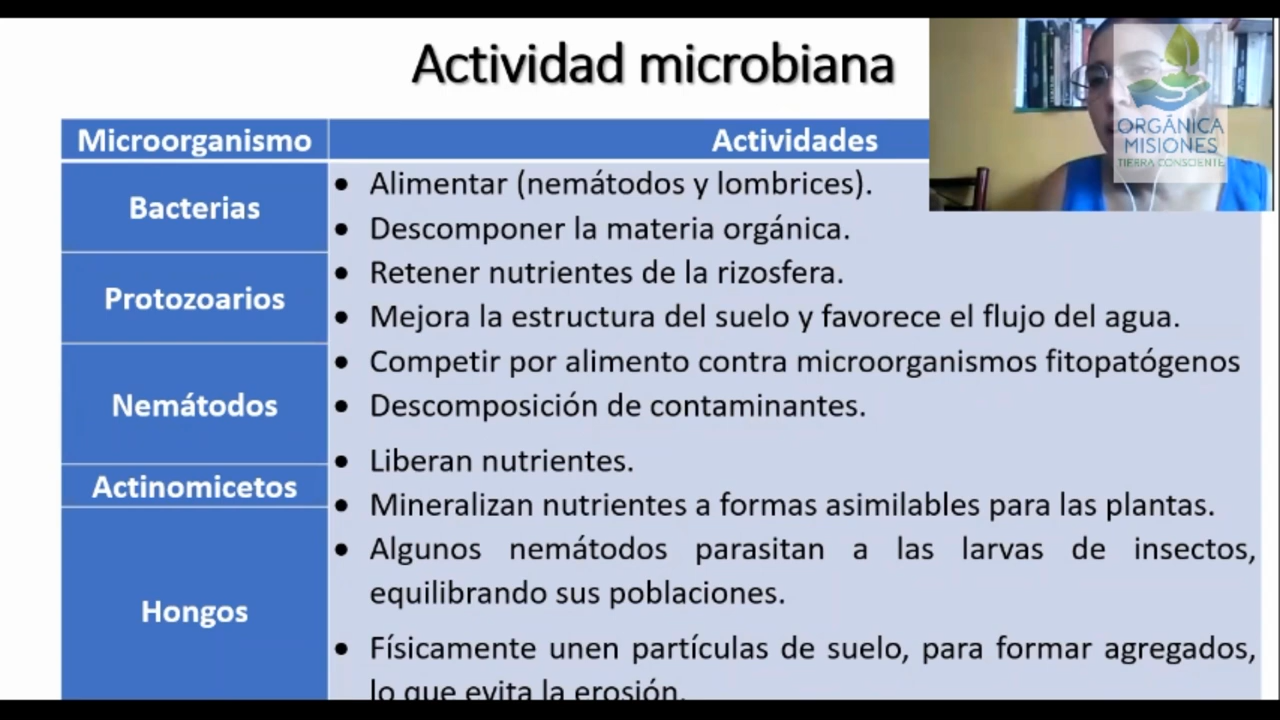 Actividad microbiana
ORGÁNICA
MISIONES
TIERRA CONSCIENTE
Microorganismo
Actividades
Bacterias
Protozoarios
Nemátodos
Actinomicetos
Hongos
• Alimentar (nemátodos y lombrices).
• Descomponer la materia orgánica.
• Retener nutrientes de la rizosfera.
• Mejora la estructura del suelo y favorece el flujo del agua.
• Competir por alimento contra microorganismos fitopatógenos
• Descomposición de contaminantes.
• Liberan nutrientes.
• Mineralizan nutrientes a formas asimilables para las plantas.
• Algunos nemátodos parasitan a las larvas de insectos,
equilibrando sus poblaciones.
• Físicamente unen partículas de suelo, para formar agregados,
lo que evita la erosión.